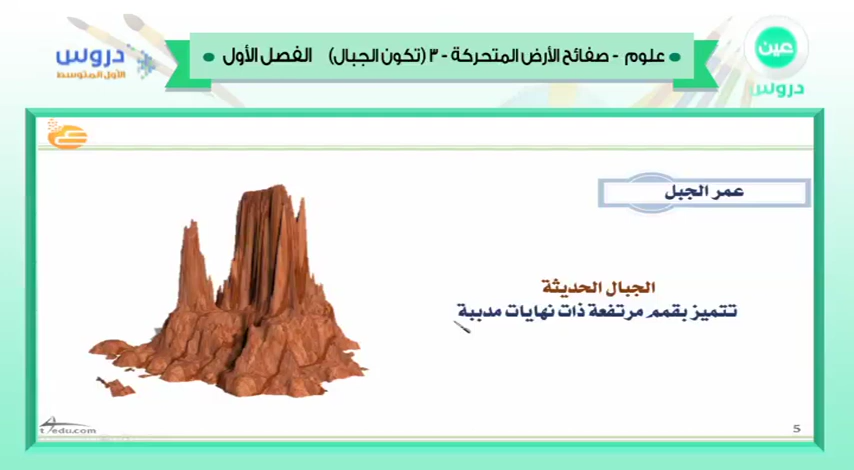 علوم - صفائح الأرض المتحركة - ٣ (تكون الجبال) الفصل الأول
عين
دروس
دروس
الأول المتوسط
عمر الجبل
الجبال الحديثة
تتميز بقمم مرتفعة ذات نهايات مدببة
t4edu.com
5